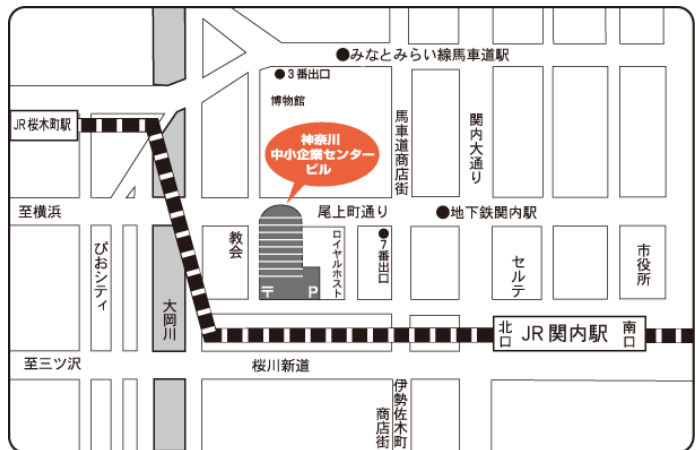 ●みなとみらい線馬車道駅
●3番出口
博物館
JR桜木町駅
神奈川
中小企業センター
ビル
馬車道商店街
関内大通り
至横浜
尾上町通り
●地下鉄関内駅
ぴおシティ
教会
ロイヤルホスト
●7番出口
セルテ
市役所
〒
P
大岡川
北口
JR関内駅
南口
至三ツ沢
桜川新道
伊勢佐木町
商店街